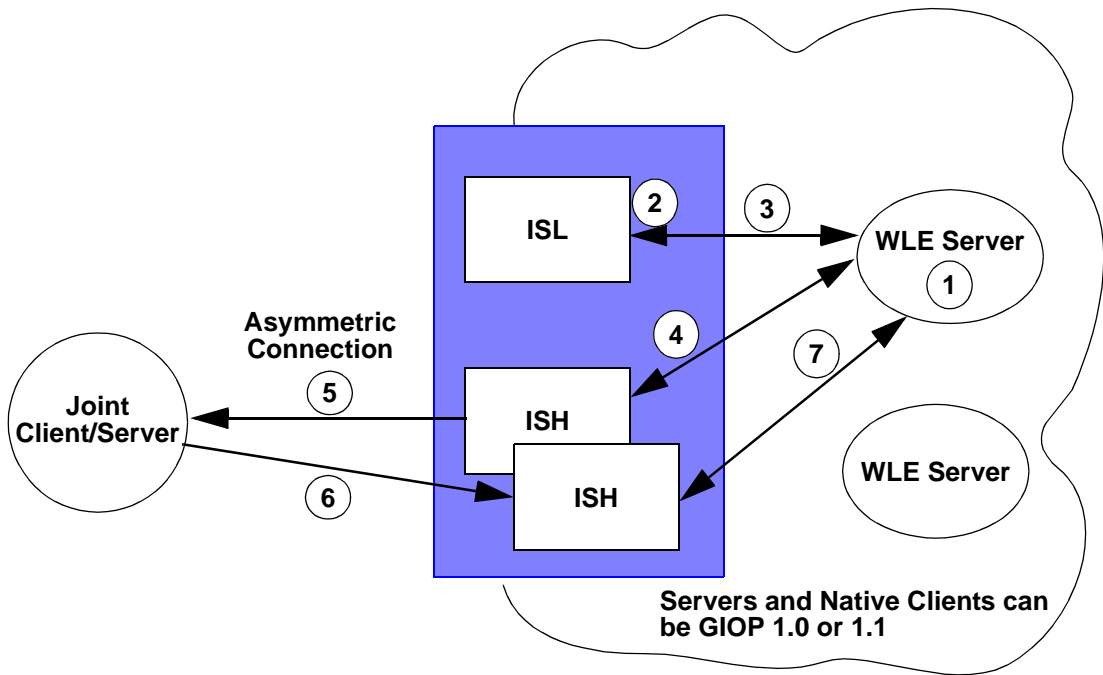 ISL
2
3
WLE Server
1
Asymmetric
Connection
4
7
5
Joint
Client/Server
ISH
6
ISH
WLE Server
Servers and Native Clients can
be GIOP 1.0 or 1.1